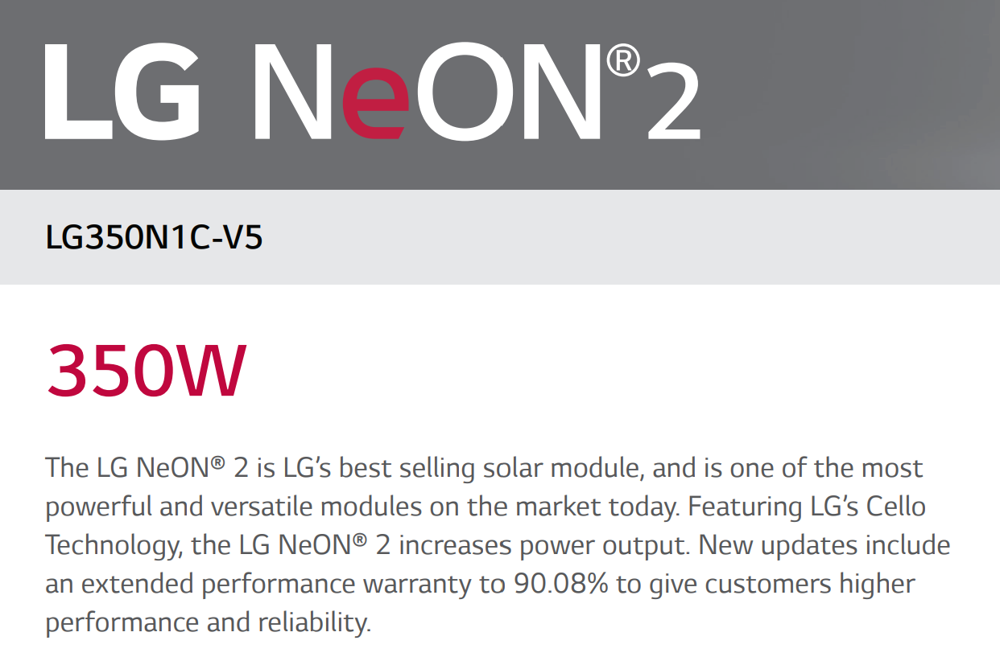 LG NeON®2
LG350N1C-V5
350W
The LG NeON® 2 is LG’s best selling solar module, and is one of the most
powerful and versatile modules on the market today. Featuring LG’s Cello
Technology, the LG NeON® 2 increases power output. New updates include
an extended performance warranty to 90.08% to give customers higher
performance and reliability.